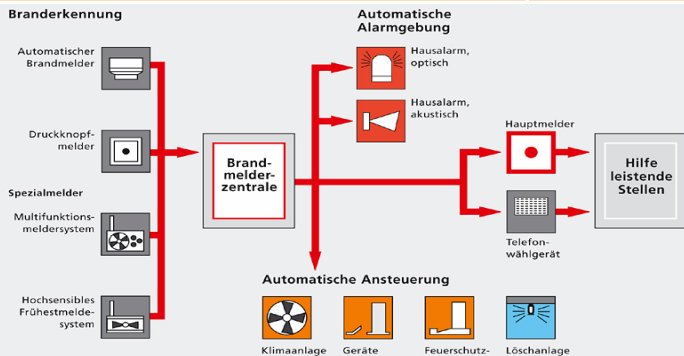 Branderkennung
Automatischer
Brandmelder
Druckknopf-
melder
Spezialmelder
Multifunktions-
meldersystem
Hochsensibles
Frühestmelde-
system
Brand-
melder-
zentrale
Automatische
Alarmgebung
Hausalarm,
optisch
Hausalarm,
akustisch
Hauptmelder
Telefon-
wählgerät
Hilfe
leistende
Stellen
Automatische Ansteuerung
Klimaanlage
Geräte
Feuerschutz-
Löschanlage